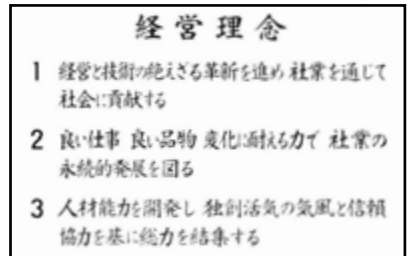 経営理念
1 経営と技術の絶えざる革新を進め 社業を通じて
社会に貢献する
2 良い仕事 良い品物 変化に耐える力で 社業の
永続的発展を図る
3 人材能力を開発し 独創活気の気風と信頼
協力を基に総力を結集する